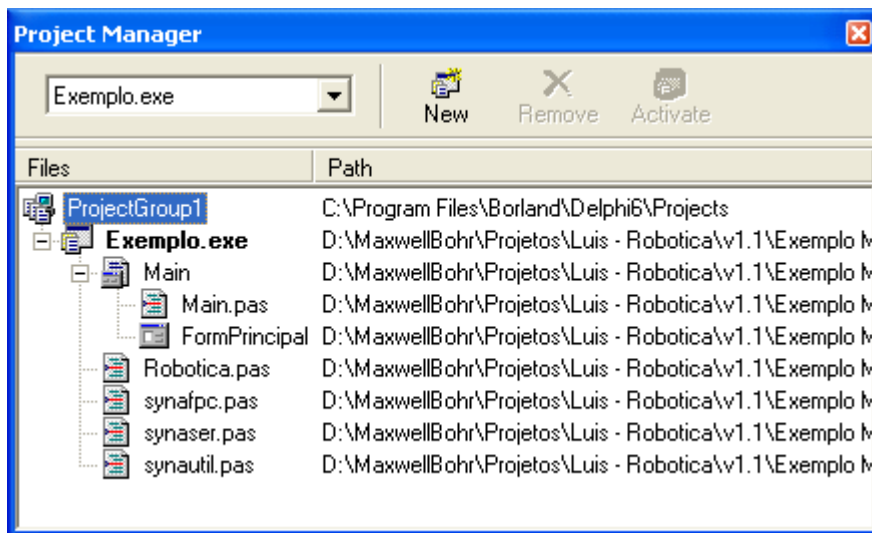 Project Manager
Exemplo.exe
New Remove Activate
Files Path
ProjectGroup1 C:\Program Files\Borland\Delphi6\Projects
Exemplo.exe D:\MaxwellBohr\Projetos\Luis - Robotica\v1.1\Exemplo
Main D:\MaxwellBohr\Projetos\Luis - Robotica\v1.1\Exemplo
Main.pas D:\MaxwellBohr\Projetos\Luis - Robotica\v1.1\Exemplo
FormPrincipal D:\MaxwellBohr\Projetos\Luis - Robotica\v1.1\Exemplo
Robotica.pas D:\MaxwellBohr\Projetos\Luis - Robotica\v1.1\Exemplo
synafpc.pas D:\MaxwellBohr\Projetos\Luis - Robotica\v1.1\Exemplo
synaser.pas D:\MaxwellBohr\Projetos\Luis - Robotica\v1.1\Exemplo
synautil.pas D:\MaxwellBohr\Projetos\Luis - Robotica\v1.1\Exemplo